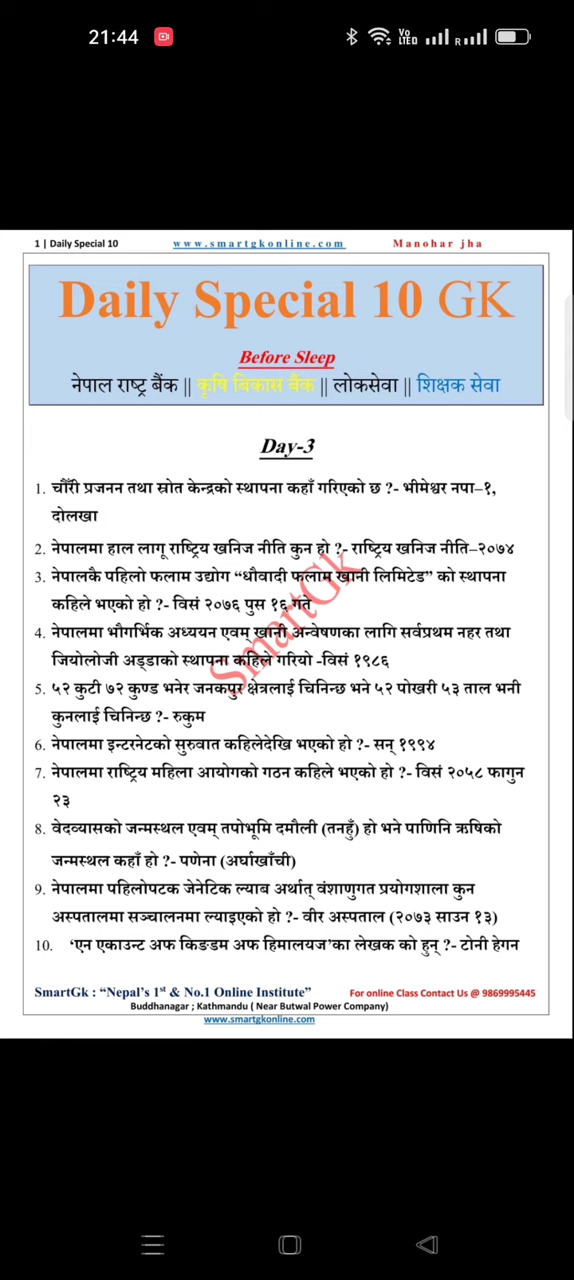 21:44
Vo LTED R
1 | Daily Special 10 www.smartgkonline.com Manohar jha
Daily Special 10 GK
Before Sleep
नेपाल राष्ट्र बैंक || कृषि बिकास बैंक || लोकसेवा || शिक्षक सेवा
Day-3
1. चौंरी प्रजनन तथा स्रोत केन्द्रको स्थापना कहाँ गरिएको छ ?- भीमेश्वर नपा–१,
दोलखा
2. नेपालमा हाल लागू राष्ट्रिय खनिज नीति कुन हो ?- राष्ट्रिय खनिज नीति–२०७४
3. नेपालकै पहिलो फलाम उद्योग “धौवादी फलाम खानी लिमिटेड” को स्थापना
कहिले भएको हो ?- विसं २०७६ पुस १६ गते
4. नेपालमा भौगर्भिक अध्ययन एवम् खानी अन्वेषणका लागि सर्वप्रथम नहर तथा
जियोलोजी अड्डाको स्थापना कहिले गरियो -विसं १९८६
5. ५२ कुटी ७२ कुण्ड भनेर जनकपुर क्षेत्रलाई चिनिन्छ भने ५२ पोखरी ५३ ताल भनी
कुनलाई चिनिन्छ ?- रुकुम
6. नेपालमा इन्टरनेटको सुरुवात कहिलेदेखि भएको हो ?- सन् १९९४
7. नेपालमा राष्ट्रिय महिला आयोगको गठन कहिले भएको हो ?- विसं २०५८ फागुन
२३
8. वेदव्यासको जन्मस्थल एवम् तपोभूमि दमौली (तनहुँ) हो भने पाणिनि ऋषिको
जन्मस्थल कहाँ हो ?- पणेना (अर्घाखाँची)
9. नेपालमा पहिलोपटक जेनेटिक ल्याब अर्थात् वंशाणुगत प्रयोगशाला कुन
अस्पतालमा सञ्चालनमा ल्याइएको हो ?- वीर अस्पताल (२०७३ साउन १३)
10. ‘एन एकाउन्ट अफ किङडम अफ हिमालयज’का लेखक को हुन् ?- टोनी हेगन
SmartGk
SmartGk : “Nepal’s 1st & No.1 Online Institute” For online Class Contact Us @ 9869995445
Buddhanagar ; Kathmandu ( Near Butwal Power Company)
www.smartgkonline.com